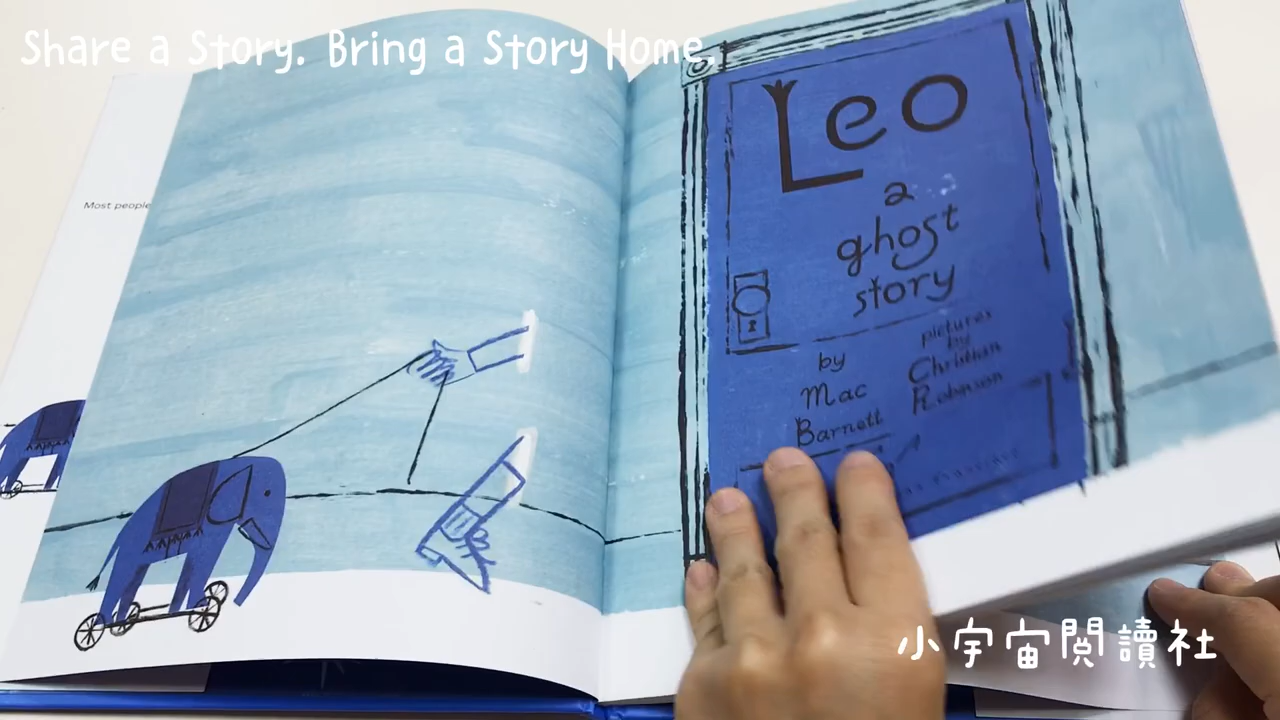 Share a Story. Bring a Story Home.
Most people
Leo
a
ghost
story
by
Mac
Barnett
pictures
by
Christian
Robinson
小宇宙閱讀社